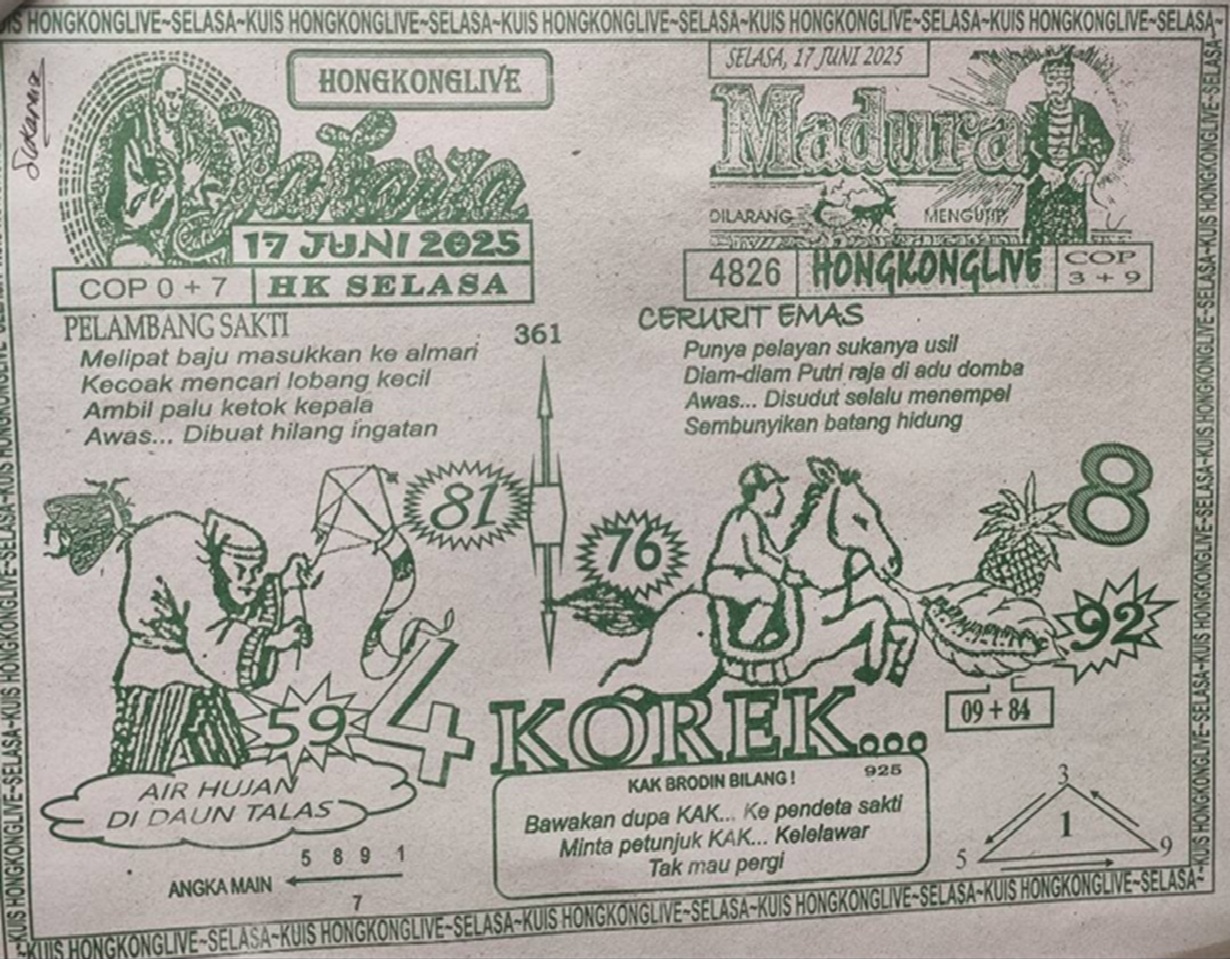 KUIS HONGKONGLIVE~SELASA~KUIS HONGKONGLIVE~SELASA~KUIS HONGKONGLIVE~SELASA~KUIS HONGKONGLIVE~SELASA~KUIS HONGKONGLIVE~SELASA~
HONGKONGLIVE
17 JUNI 2025
COP 0 + 7
HK SELASA
PELAMBANG SAKTI
Melipat baju masukkan ke almari
Kecoak mencari lobang kecil
Ambil palu ketok kepala
Awas... Dibuat hilang ingatan
361
81
59
4
AIR HUJAN
DI DAUN TALAS
5 8 9 1
ANGKA MAIN
7
SELASA, 17 JUNI 2025
Madura
DILARANG MENGUTIP
4826
HONGKONGLIVE
COP
3 + 9
CERURIT EMAS
Punya pelayan sukanya usil
Diam-diam Putri raja di adu domba
Awas... Disudut selalu menempel
Sembunyikan batang hidung
76
8
92
09 + 84
KOREK...
KAK BRODIN BILANG !
925
Bawakan dupa KAK... Ke pendeta sakti
Minta petunjuk KAK... Kelelawar
Tak mau pergi
3
1
5
9
~KUIS HONGKONGLIVE~SELASA~KUIS HONGKONGLIVE~SELASA~KUIS HONGKONGLIVE~SELASA~KUIS HONGKONGLIVE~SELASA~KUIS HONGKONGLIVE~SELASA~